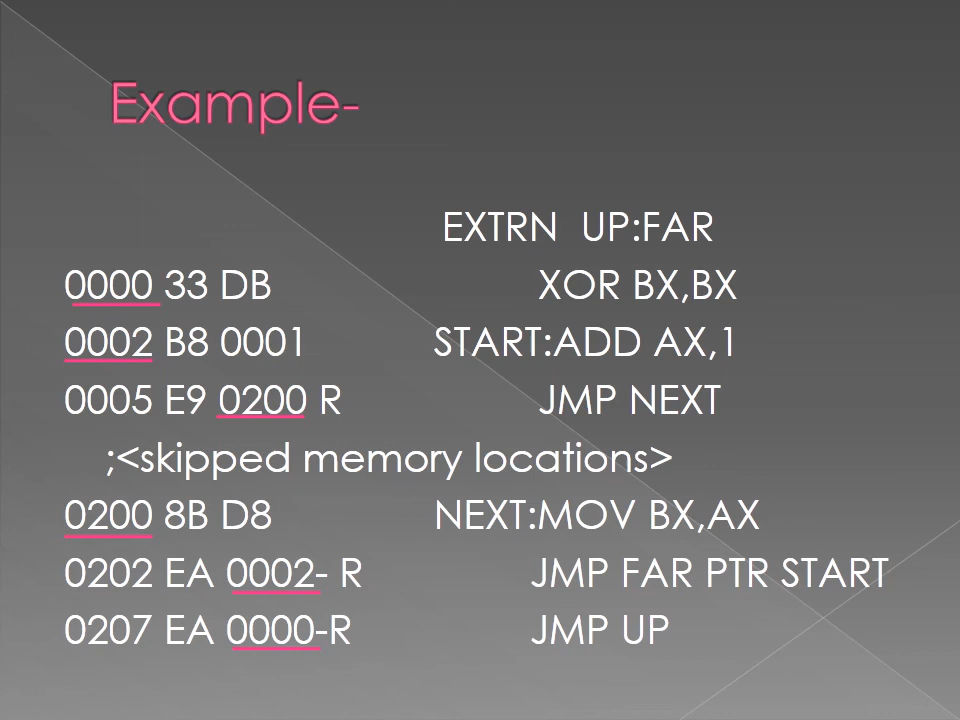 Example-
EXTRN UP:FAR
0000 33 DB XOR BX,BX
0002 B8 0001 START:ADD AX,1
0005 E9 0200 R JMP NEXT
;<skipped memory locations>
0200 8B D8 NEXT:MOV BX,AX
0202 EA 0002- R JMP FAR PTR START
0207 EA 0000-R JMP UP